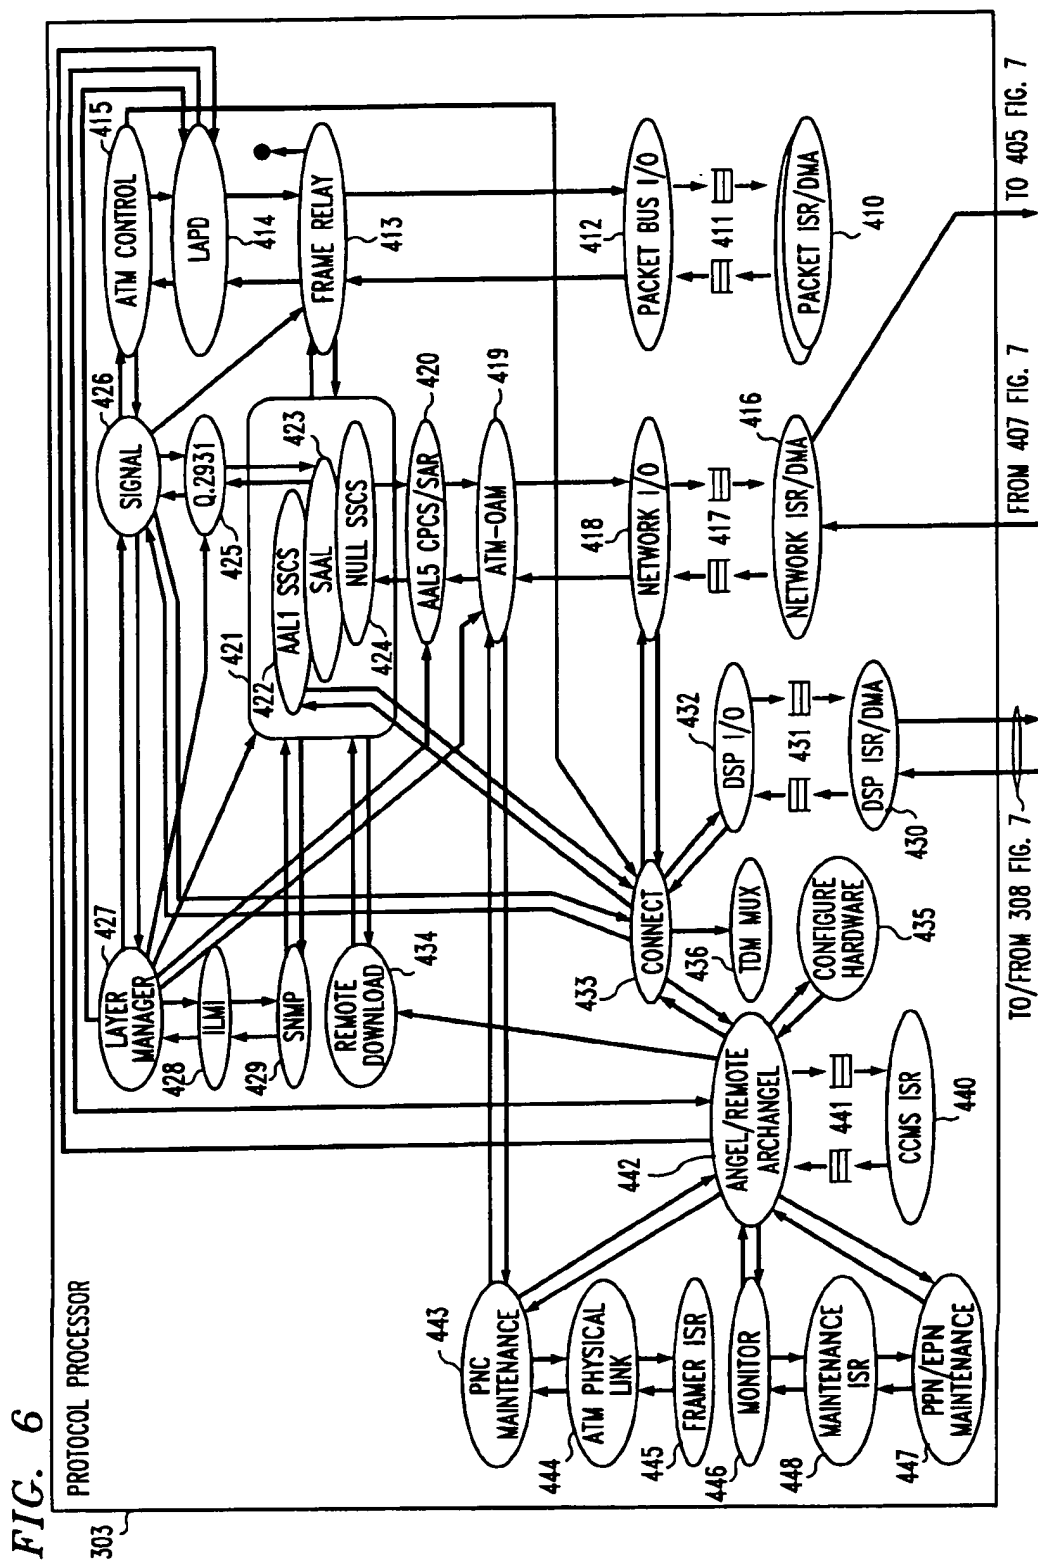 FIG. 6
303
PROTOCOL PROCESSOR
LAYER
MANAGER
427
ILMI
428
SNMP
429
REMOTE
DOWNLOAD
434
SIGNAL
426
Q.2931
425
421
422
AAL1 SSCS
SAAL
423
NULL SSCS
424
AAL5 CPCS/SAR
420
ATM-OAM
419
ATM CONTROL
415
LAPD
414
FRAME RELAY
413
PACKET BUS I/O
412
411
PACKET ISR/DMA
410
NETWORK I/O
418
417
NETWORK ISR/DMA
416
DSP I/O
432
431
DSP ISR/DMA
430
CONNECT
433
TDM MUX
436
CONFIGURE
HARDWARE
435
ANGEL/REMOTE
ARCHANGEL
442
441
CCMS ISR
440
PNC
MAINTENANCE
443
ATM PHYSICAL
LINK
444
FRAMER ISR
445
MONITOR
446
MAINTENANCE
ISR
448
PPN/EPN
MAINTENANCE
447
TO/FROM 308 FIG. 7
FROM 407 FIG. 7
TO 405 FIG. 7